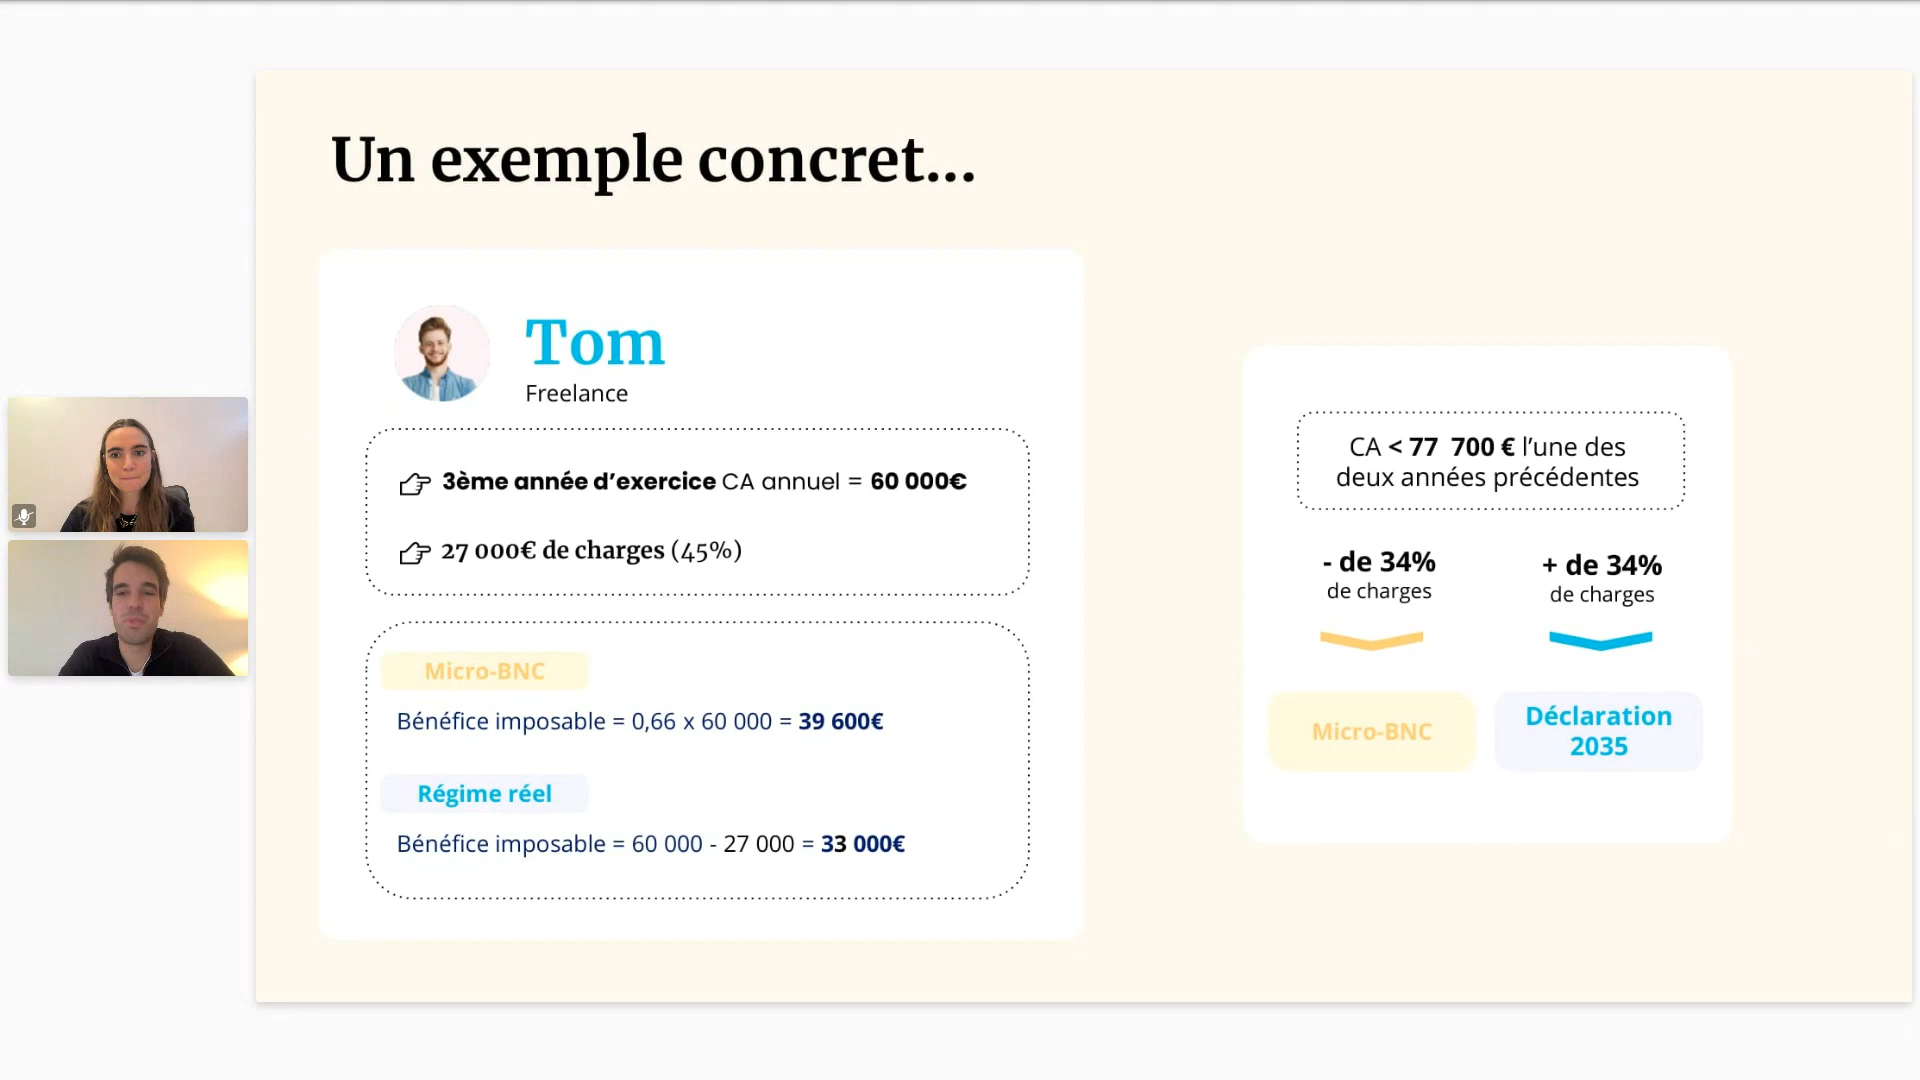 Un exemple concret...
Tom
Freelance
3ème année d’exercice CA annuel = 60 000€
27 000€ de charges (45%)
Micro-BNC
Bénéfice imposable = 0,66 x 60 000 = 39 600€
Régime réel
Bénéfice imposable = 60 000 - 27 000 = 33 000€
CA < 77 700 € l’une des
deux années précédentes
- de 34%
de charges
+ de 34%
de charges
Micro-BNC
Déclaration
2035